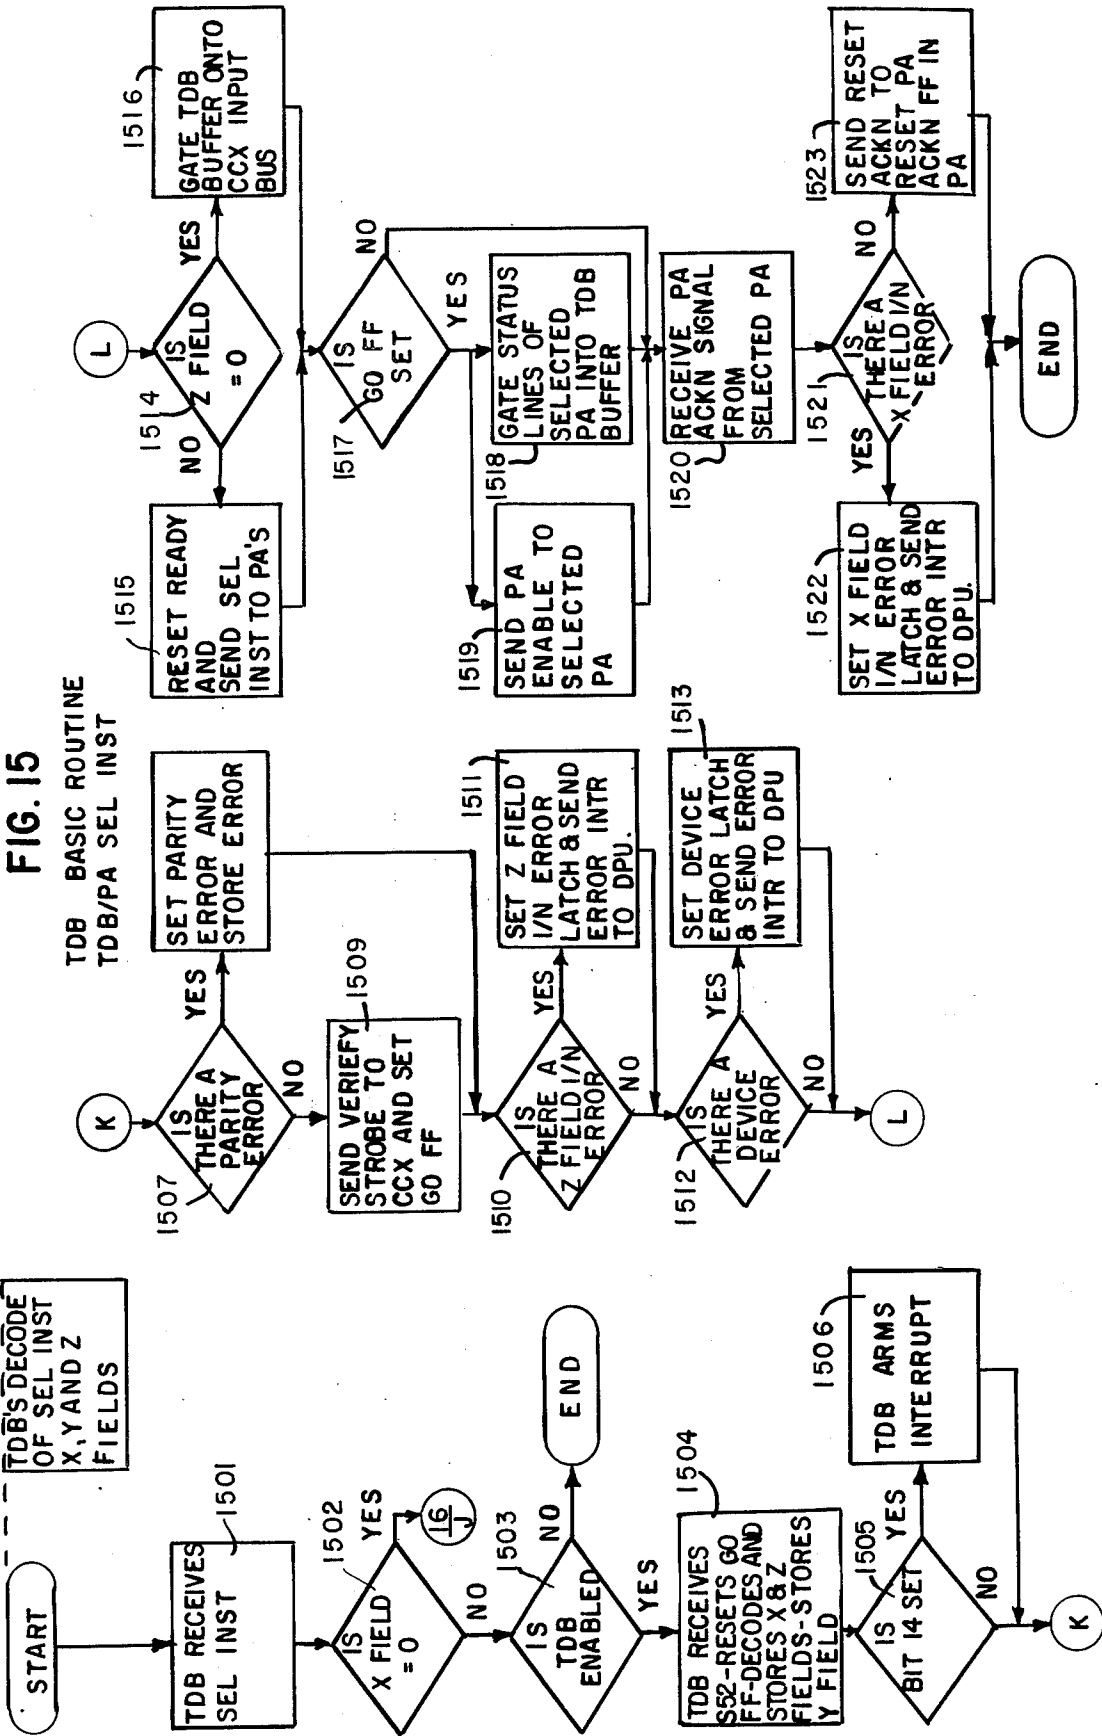 FIG. 15
TDB BASIC ROUTINE
TDB/PA SEL INST
START
TDB'S DECODE
OF SEL INST
X,Y AND Z
FIELDS
1501
TDB RECEIVES
SEL INST
1502
IS
X FIELD
=0
YES
16
J
NO
1503
IS
TDB
ENABLED
NO
END
YES
1504
TDB RECEIVES
S52-RESETS GO
FF-DECODES AND
STORES X & Z
FIELDS-STORES
Y FIELD
1505
IS
BIT 14 SET
YES
1506
TDB ARMS
INTERRUPT
NO
K
K
1507
IS
THERE A
PARITY
ERROR
YES
SET PARITY
ERROR AND
STORE ERROR
NO
1509
SEND VERIEFY
STROBE TO
CCX AND SET
GO FF
1510
IS
THERE A
Z FIELD I/N
ERROR
YES
1511
SET Z FIELD
I/N ERROR
LATCH & SEND
ERROR INTR
TO DPU.
NO
1512
IS
THERE A
DEVICE
ERROR
YES
1513
SET DEVICE
ERROR LATCH
& SEND ERROR
INTR TO DPU
NO
L
L
1514
IS
Z FIELD
=0
NO
YES
1515
RESET READY
AND
SEND SEL
INST TO PA'S
1516
GATE TDB
BUFFER ONTO
CCX INPUT
BUS
1517
IS
GO FF
SET
NO
YES
1518
GATE STATUS
LINES OF
SELECTED
PA INTO TDB
BUFFER
1519
SEND PA
ENABLE TO
SELECTED
PA
1520
RECEIVE PA
ACKN SIGNAL
FROM
SELECTED PA
1521
IS
THERE A
X FIELD I/N
ERROR
YES
NO
1522
SET X FIELD
I/N ERROR
LATCH & SEND
ERROR INTR
TO DPU.
1523
SEND RESET
ACKN TO
RESET PA
ACKN FF IN
PA
END